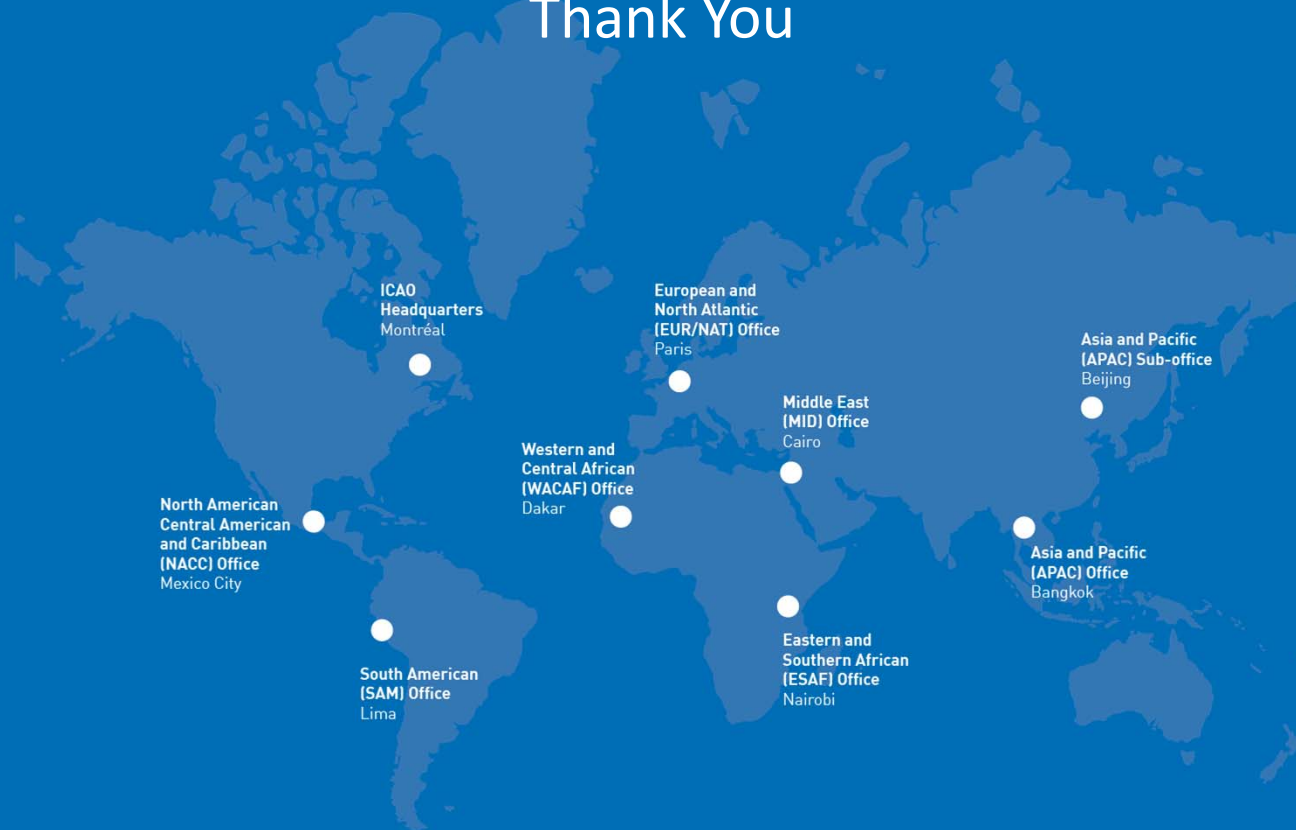 Thank You
ICAO
Headquarters
Montréal
European and
North Atlantic
(EUR/NAT) Office
Paris
Asia and Pacific
(APAC) Sub-office
Beijing
Middle East
(MID) Office
Cairo
Western and
Central African
(WACAF) Office
Dakar
North American
Central American
and Caribbean
(NACC) Office
Mexico City
Asia and Pacific
(APAC) Office
Bangkok
Eastern and
Southern African
(ESAF) Office
Nairobi
South American
(SAM) Office
Lima